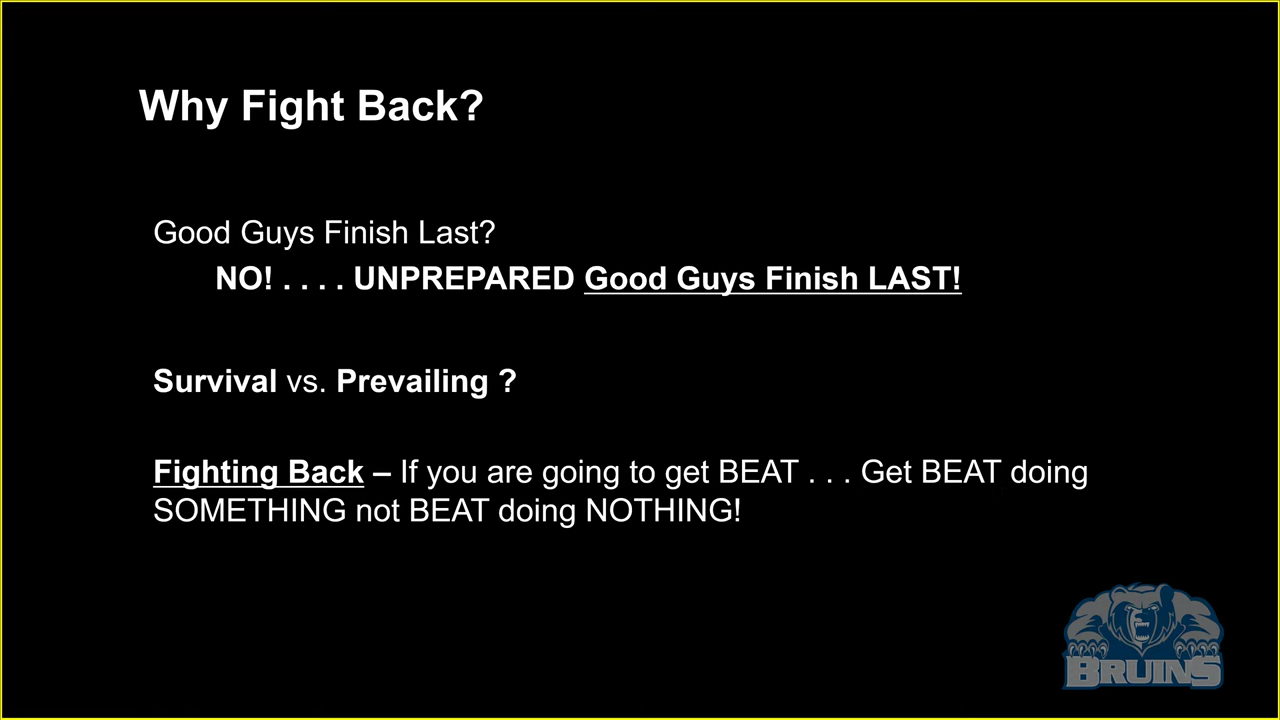 Why Fight Back?
Good Guys Finish Last?
NO! . . . . UNPREPARED Good Guys Finish LAST!
Survival vs. Prevailing ?
Fighting Back – If you are going to get BEAT . . . Get BEAT doing
SOMETHING not BEAT doing NOTHING!
BRUINS